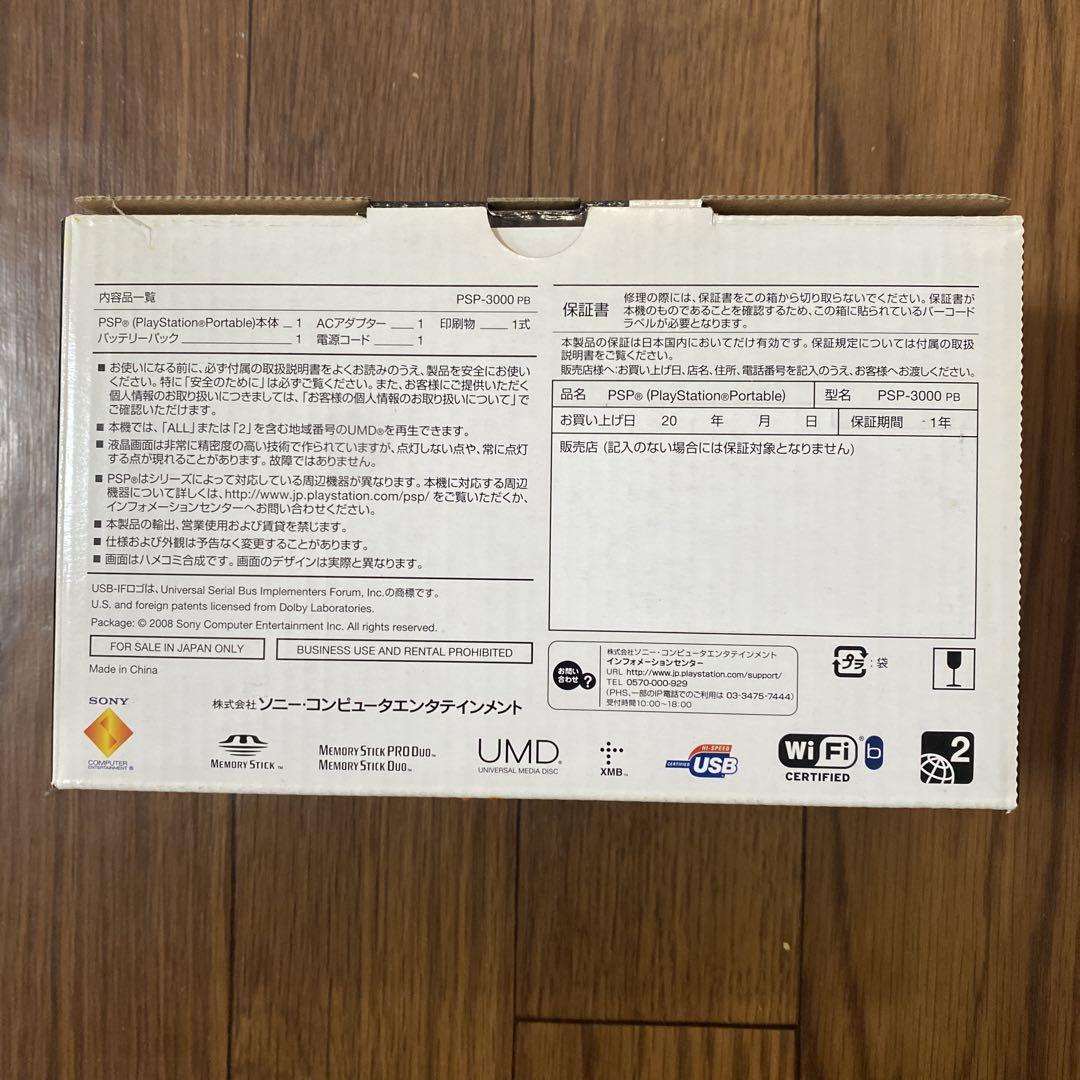 内容品一覧 PSP-3000 PB
PSP® (PlayStation®Portable)本体 1 ACアダプター 1 印刷物 1式
バッテリーパック 1 電源コード 1
■ お使いになる前に、必ず付属の取扱説明書をよくお読みのうえ、製品を安全にお使い
ください。特に「安全のために」は必ずご覧ください。また、お客様にご提供いただく
個人情報のお取り扱いにつきましては、「お客様の個人情報のお取り扱いについて」で
ご確認いただけます。
■ 本機では、「ALL」または「2」を含む地域番号のUMD®を再生できます。
■ 液晶画面は非常に精密度の高い技術で作られていますが、点灯しない点や、常に点灯
する点が現れることがあります。故障ではありません。
■ PSP®はシリーズによって対応している周辺機器が異なります。本機に対応する周辺
機器について詳しくは、http://www.jp.playstation.com/psp/ をご覧いただくか、
インフォメーションセンターへお問い合わせください。
■ 本製品の輸出、営業使用および賃貸を禁じます。
■ 仕様および外観は予告なく変更することがあります。
■ 画面はハメコミ合成です。画面のデザインは実際と異なります。
USB-IFロゴは、Universal Serial Bus Implementers Forum, Inc.の商標です。
U.S. and foreign patents licensed from Dolby Laboratories.
Package: © 2008 Sony Computer Entertainment Inc. All rights reserved.
FOR SALE IN JAPAN ONLY
BUSINESS USE AND RENTAL PROHIBITED
Made in China
保証書
修理の際には、保証書をこの箱から切り取らないでください。保証書が
本機のものであることを確認するため、この箱に貼られているバーコード
ラベルが必要となります。
本製品の保証は日本国内においてだけ有効です。保証規定については付属の取扱
説明書をご覧ください。
販売店様へ:お買い上げ日、店名、住所、電話番号を記入のうえ、お客様へお渡しください。
品名 PSP® (PlayStation®Portable) 型名 PSP-3000 PB
お買い上げ日 20 年 月 日 保証期間 1年
販売店 (記入のない場合には保証対象となりません)
お問い
合わせ ?
株式会社ソニー・コンピュータエンタテインメント
インフォメーションセンター
URL http://www.jp.playstation.com/support/
TEL 0570-000-929
(PHS、一部のIP電話でのご利用は 03-3475-7444)
受付時間10:00～18:00
プラ :袋
SONY
COMPUTER
ENTERTAINMENT ®
株式会社 ソニー・コンピュータエンタテインメント
MEMORY STICK ™
MEMORY STICK PRO DUO™
MEMORY STICK DUO™
UMD®
UNIVERSAL MEDIA DISC
XMB™
HI-SPEED
CERTIFIED USB
Wi Fi ® b
CERTIFIED
2